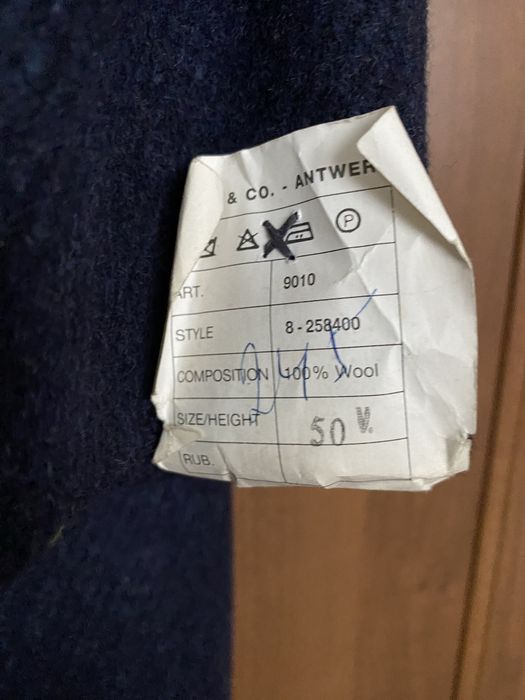 & CO. - ANTWER
P
ART. 9010
STYLE 8-258400
COMPOSITION 100% Wool
SIZE/HEIGHT 50 V.
RUB.